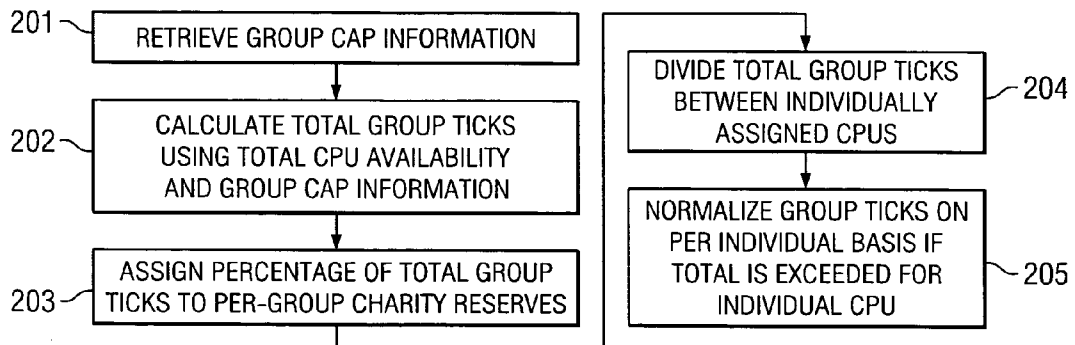 201
RETRIEVE GROUP CAP INFORMATION
202
CALCULATE TOTAL GROUP TICKS
USING TOTAL CPU AVAILABILITY
AND GROUP CAP INFORMATION
203
ASSIGN PERCENTAGE OF TOTAL GROUP
TICKS TO PER-GROUP CHARITY RESERVES
DIVIDE TOTAL GROUP TICKS
BETWEEN INDIVIDUALLY
ASSIGNED CPUS
204
NORMALIZE GROUP TICKS ON
PER INDIVIDUAL BASIS IF
TOTAL IS EXCEEDED FOR
INDIVIDUAL CPU
205